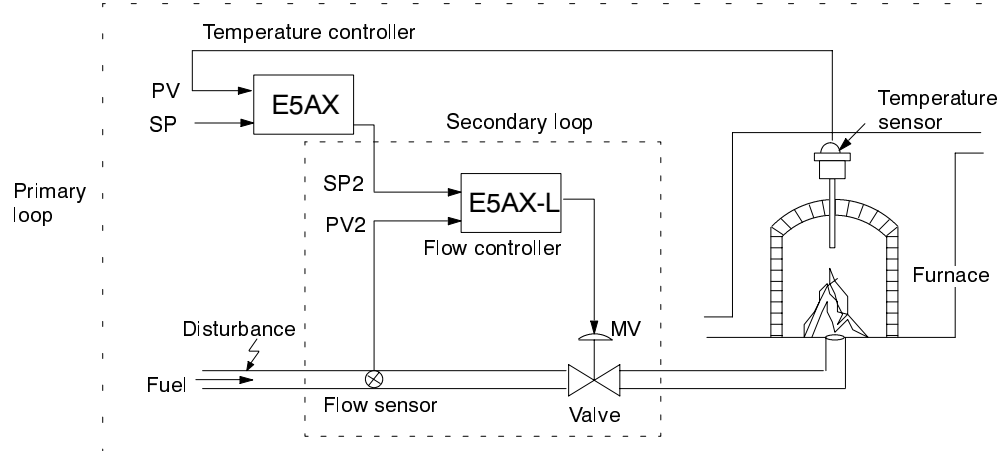 Temperature controller
PV
E5AX
SP
Temperature
sensor
Secondary loop
Primary
loop
SP2
E5AX-L
PV2
Flow controller
Furnace
Disturbance
MV
Fuel
Flow sensor
Valve